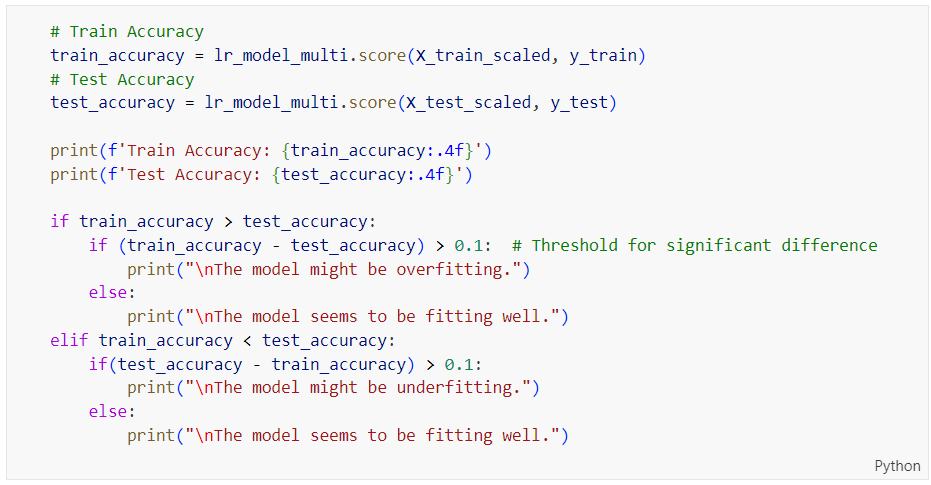 # Train Accuracy
train_accuracy = lr_model_multi.score(X_train_scaled, y_train)
# Test Accuracy
test_accuracy = lr_model_multi.score(X_test_scaled, y_test)

print(f'Train Accuracy: {train_accuracy:.4f}')
print(f'Test Accuracy: {test_accuracy:.4f}')

if train_accuracy > test_accuracy:
    if (train_accuracy - test_accuracy) > 0.1:  # Threshold for significant difference
        print("\nThe model might be overfitting.")
    else:
        print("\nThe model seems to be fitting well.")
elif train_accuracy < test_accuracy:
    if(test_accuracy - train_accuracy) > 0.1:
        print("\nThe model might be underfitting.")
    else:
        print("\nThe model seems to be fitting well.")
Python